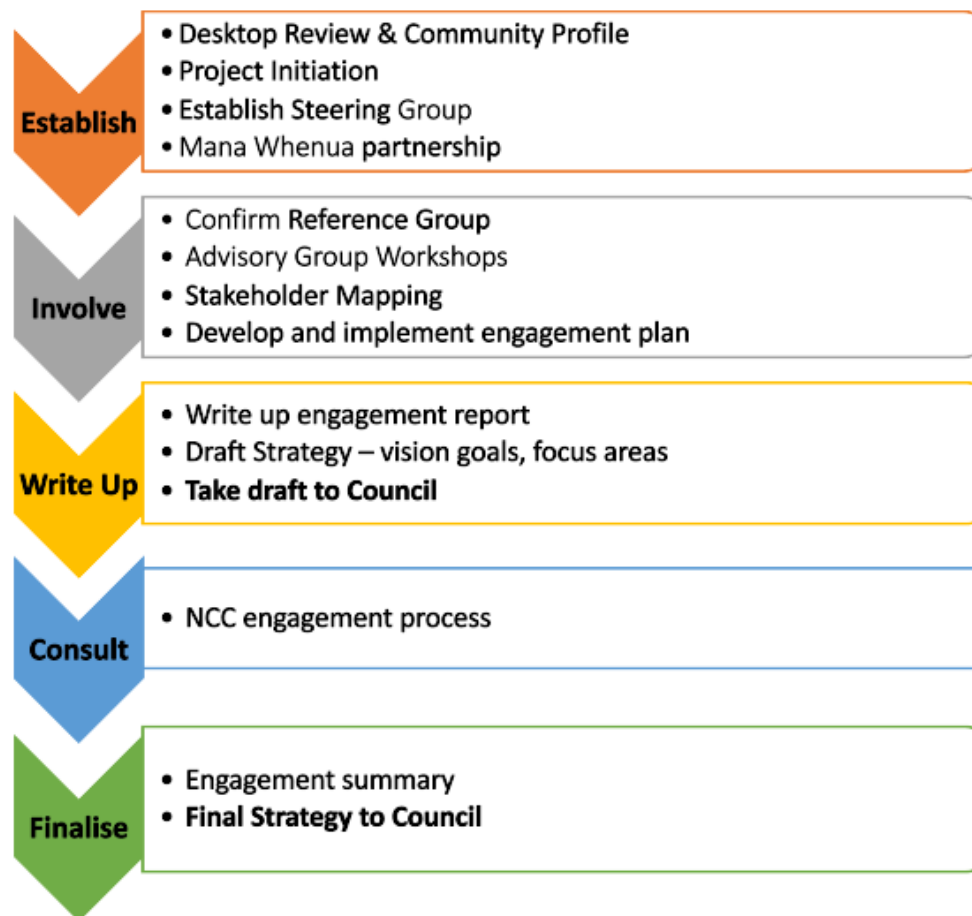 Establish
• Desktop Review & Community Profile
• Project Initiation
• Establish Steering Group
• Mana Whenua partnership
Involve
• Confirm Reference Group
• Advisory Group Workshops
• Stakeholder Mapping
• Develop and implement engagement plan
Write Up
• Write up engagement report
• Draft Strategy – vision goals, focus areas
• Take draft to Council
Consult
• NCC engagement process
Finalise
• Engagement summary
• Final Strategy to Council